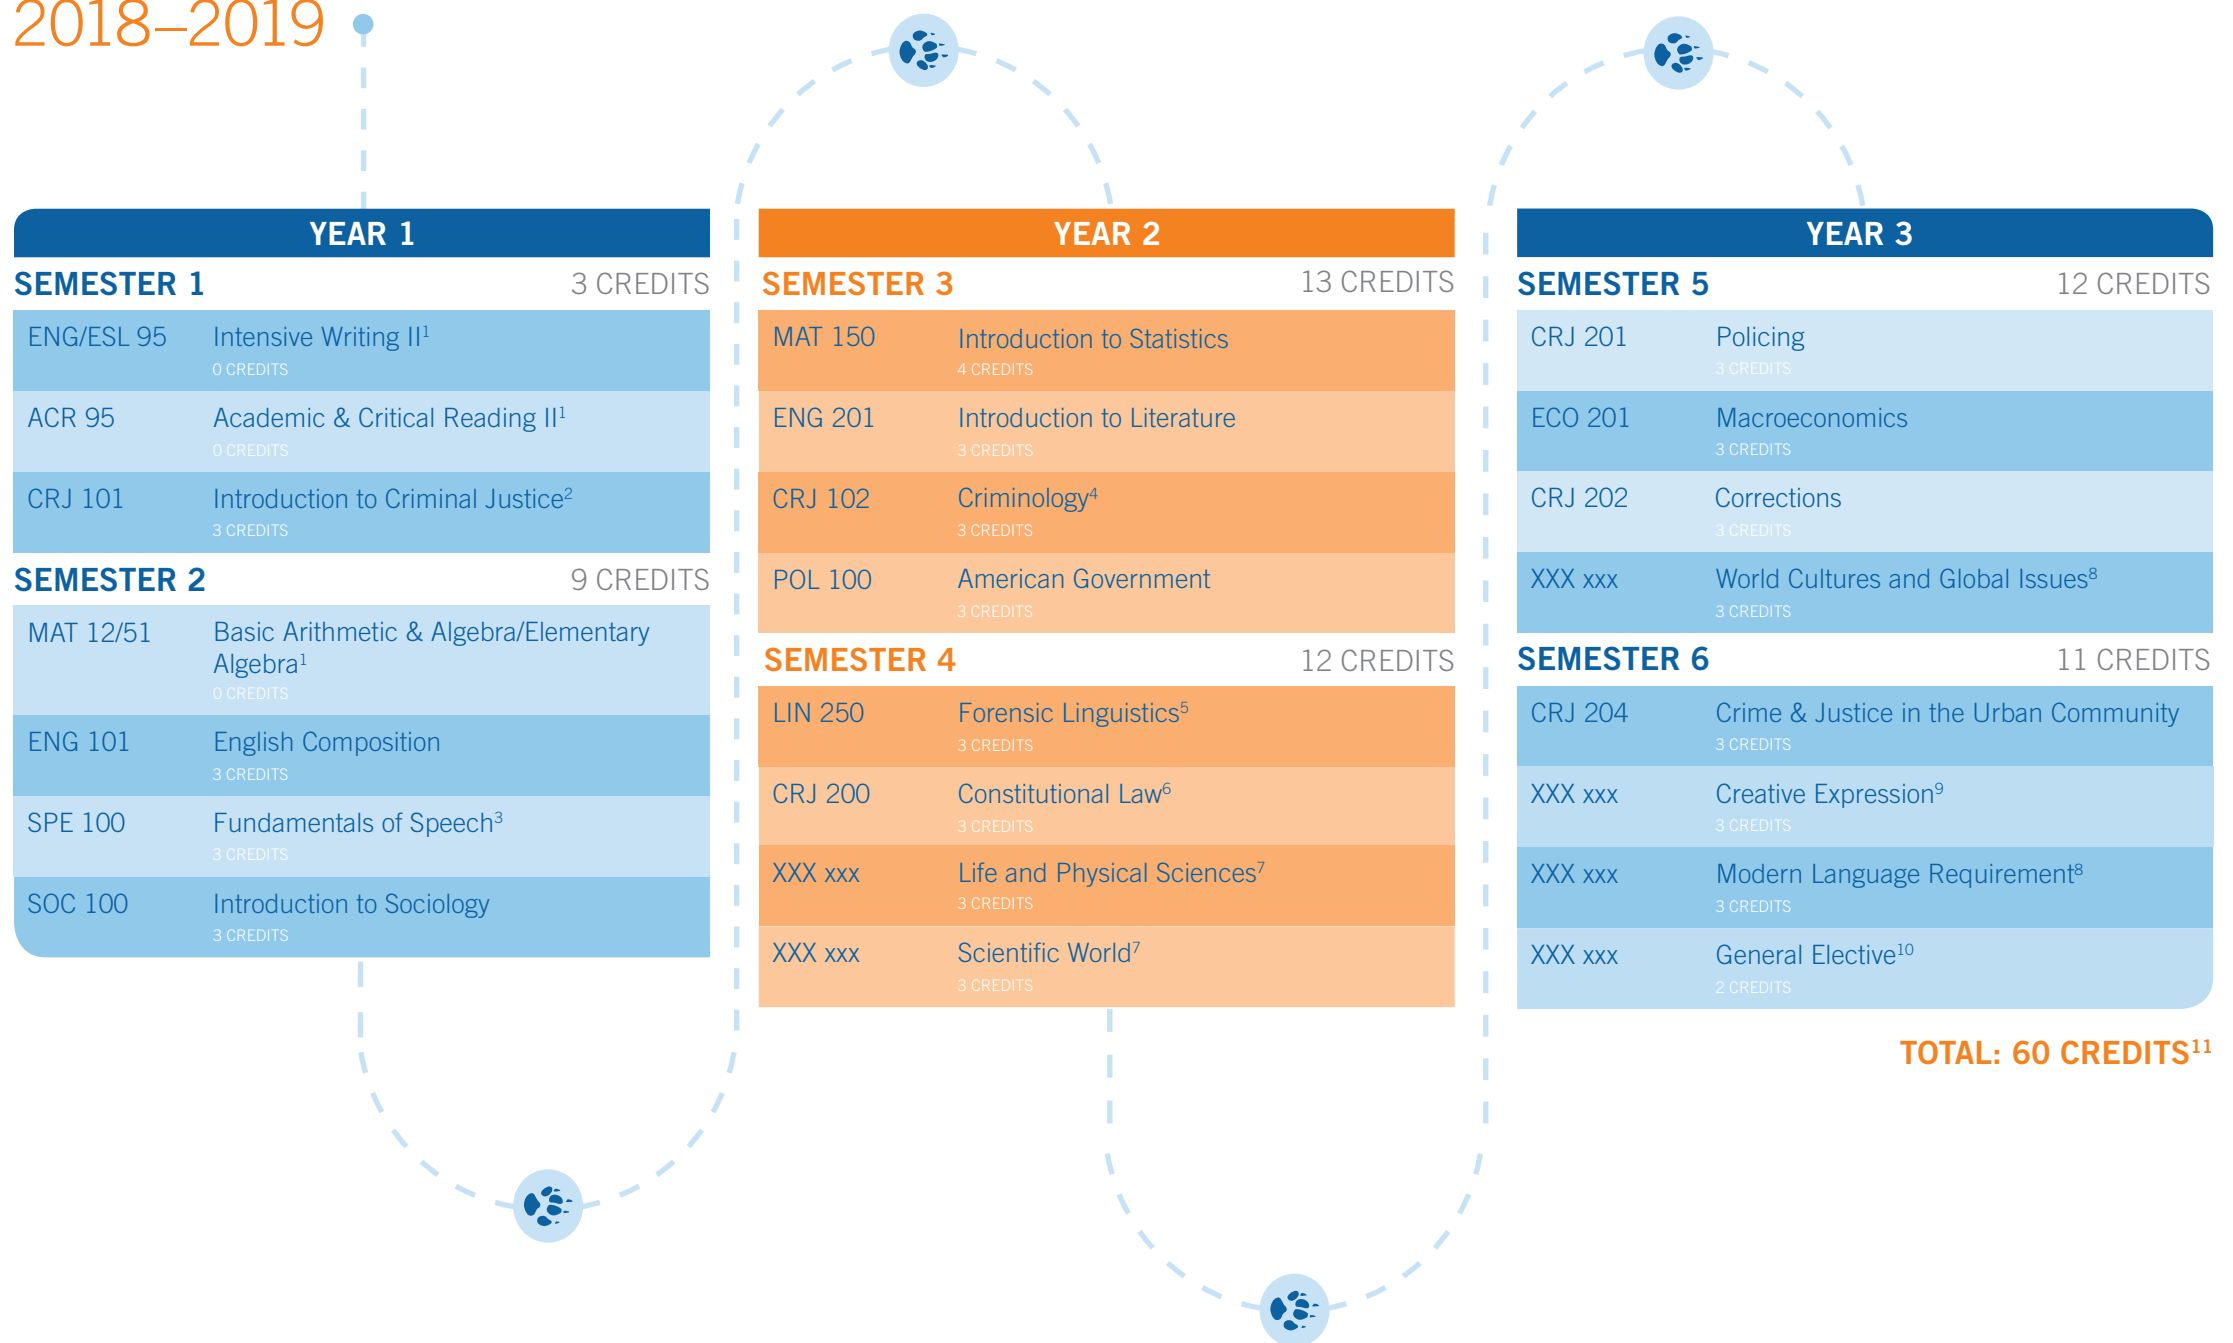 2018–2019
YEAR 1
SEMESTER 1 3 CREDITS
ENG/ESL 95 Intensive Writing II¹
0 CREDITS
ACR 95 Academic & Critical Reading II¹
0 CREDITS
CRJ 101 Introduction to Criminal Justice²
3 CREDITS
SEMESTER 2 9 CREDITS
MAT 12/51 Basic Arithmetic & Algebra/Elementary
Algebra¹
0 CREDITS
ENG 101 English Composition
3 CREDITS
SPE 100 Fundamentals of Speech³
3 CREDITS
SOC 100 Introduction to Sociology
3 CREDITS
YEAR 2
SEMESTER 3 13 CREDITS
MAT 150 Introduction to Statistics
4 CREDITS
ENG 201 Introduction to Literature
3 CREDITS
CRJ 102 Criminology⁴
3 CREDITS
POL 100 American Government
3 CREDITS
SEMESTER 4 12 CREDITS
LIN 250 Forensic Linguistics⁵
3 CREDITS
CRJ 200 Constitutional Law⁶
3 CREDITS
XXX xxx Life and Physical Sciences⁷
3 CREDITS
XXX xxx Scientific World⁷
3 CREDITS
YEAR 3
SEMESTER 5 12 CREDITS
CRJ 201 Policing
3 CREDITS
ECO 201 Macroeconomics
3 CREDITS
CRJ 202 Corrections
3 CREDITS
XXX xxx World Cultures and Global Issues⁸
3 CREDITS
SEMESTER 6 11 CREDITS
CRJ 204 Crime & Justice in the Urban Community
3 CREDITS
XXX xxx Creative Expression⁹
3 CREDITS
XXX xxx Modern Language Requirement⁸
3 CREDITS
XXX xxx General Elective¹⁰
2 CREDITS
TOTAL: 60 CREDITS¹¹